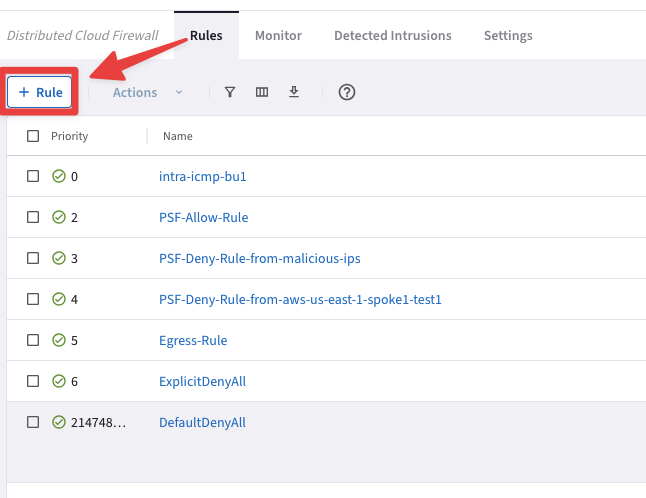 Distributed Cloud Firewall Rules Monitor Detected Intrusions Settings
+ Rule Actions
Priority Name
0 intra-icmp-bu1
2 PSF-Allow-Rule
3 PSF-Deny-Rule-from-malicious-ips
4 PSF-Deny-Rule-from-aws-us-east-1-spoke1-test1
5 Egress-Rule
6 ExplicitDenyAll
214748... DefaultDenyAll